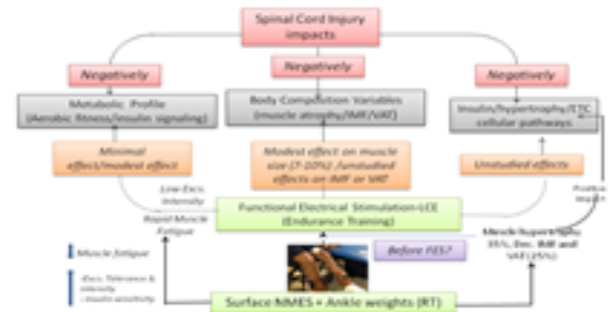 Spinal Cord Injury
impacts
Negatively
Negatively
Negatively
Metabolic Profile
(Aerobic fitness/insulin signaling)
Body Composition Variables
(muscle atrophy/IMF/VAT)
Insulin/hypertrophy/ETC
cellular pathways
Minimal
effect/modest effect
Modest effect on muscle
size (7-10%) /unstudied
effects on IMF or VAT
Unstudied effects
Low Exes.
Intensity
Rapid Muscle
Fatigue
Functional Electrical Stimulation-LCE
(Endurance Training)
Positive
impact
Muscle fatigue
-Exes. Tolerance &
intensity
- Insulin sensitivity
Before FES?
Muscle hypertrophy
35%, Dec. IMF and
VAT(25%)
Surface NMES + Ankle weights (RT)